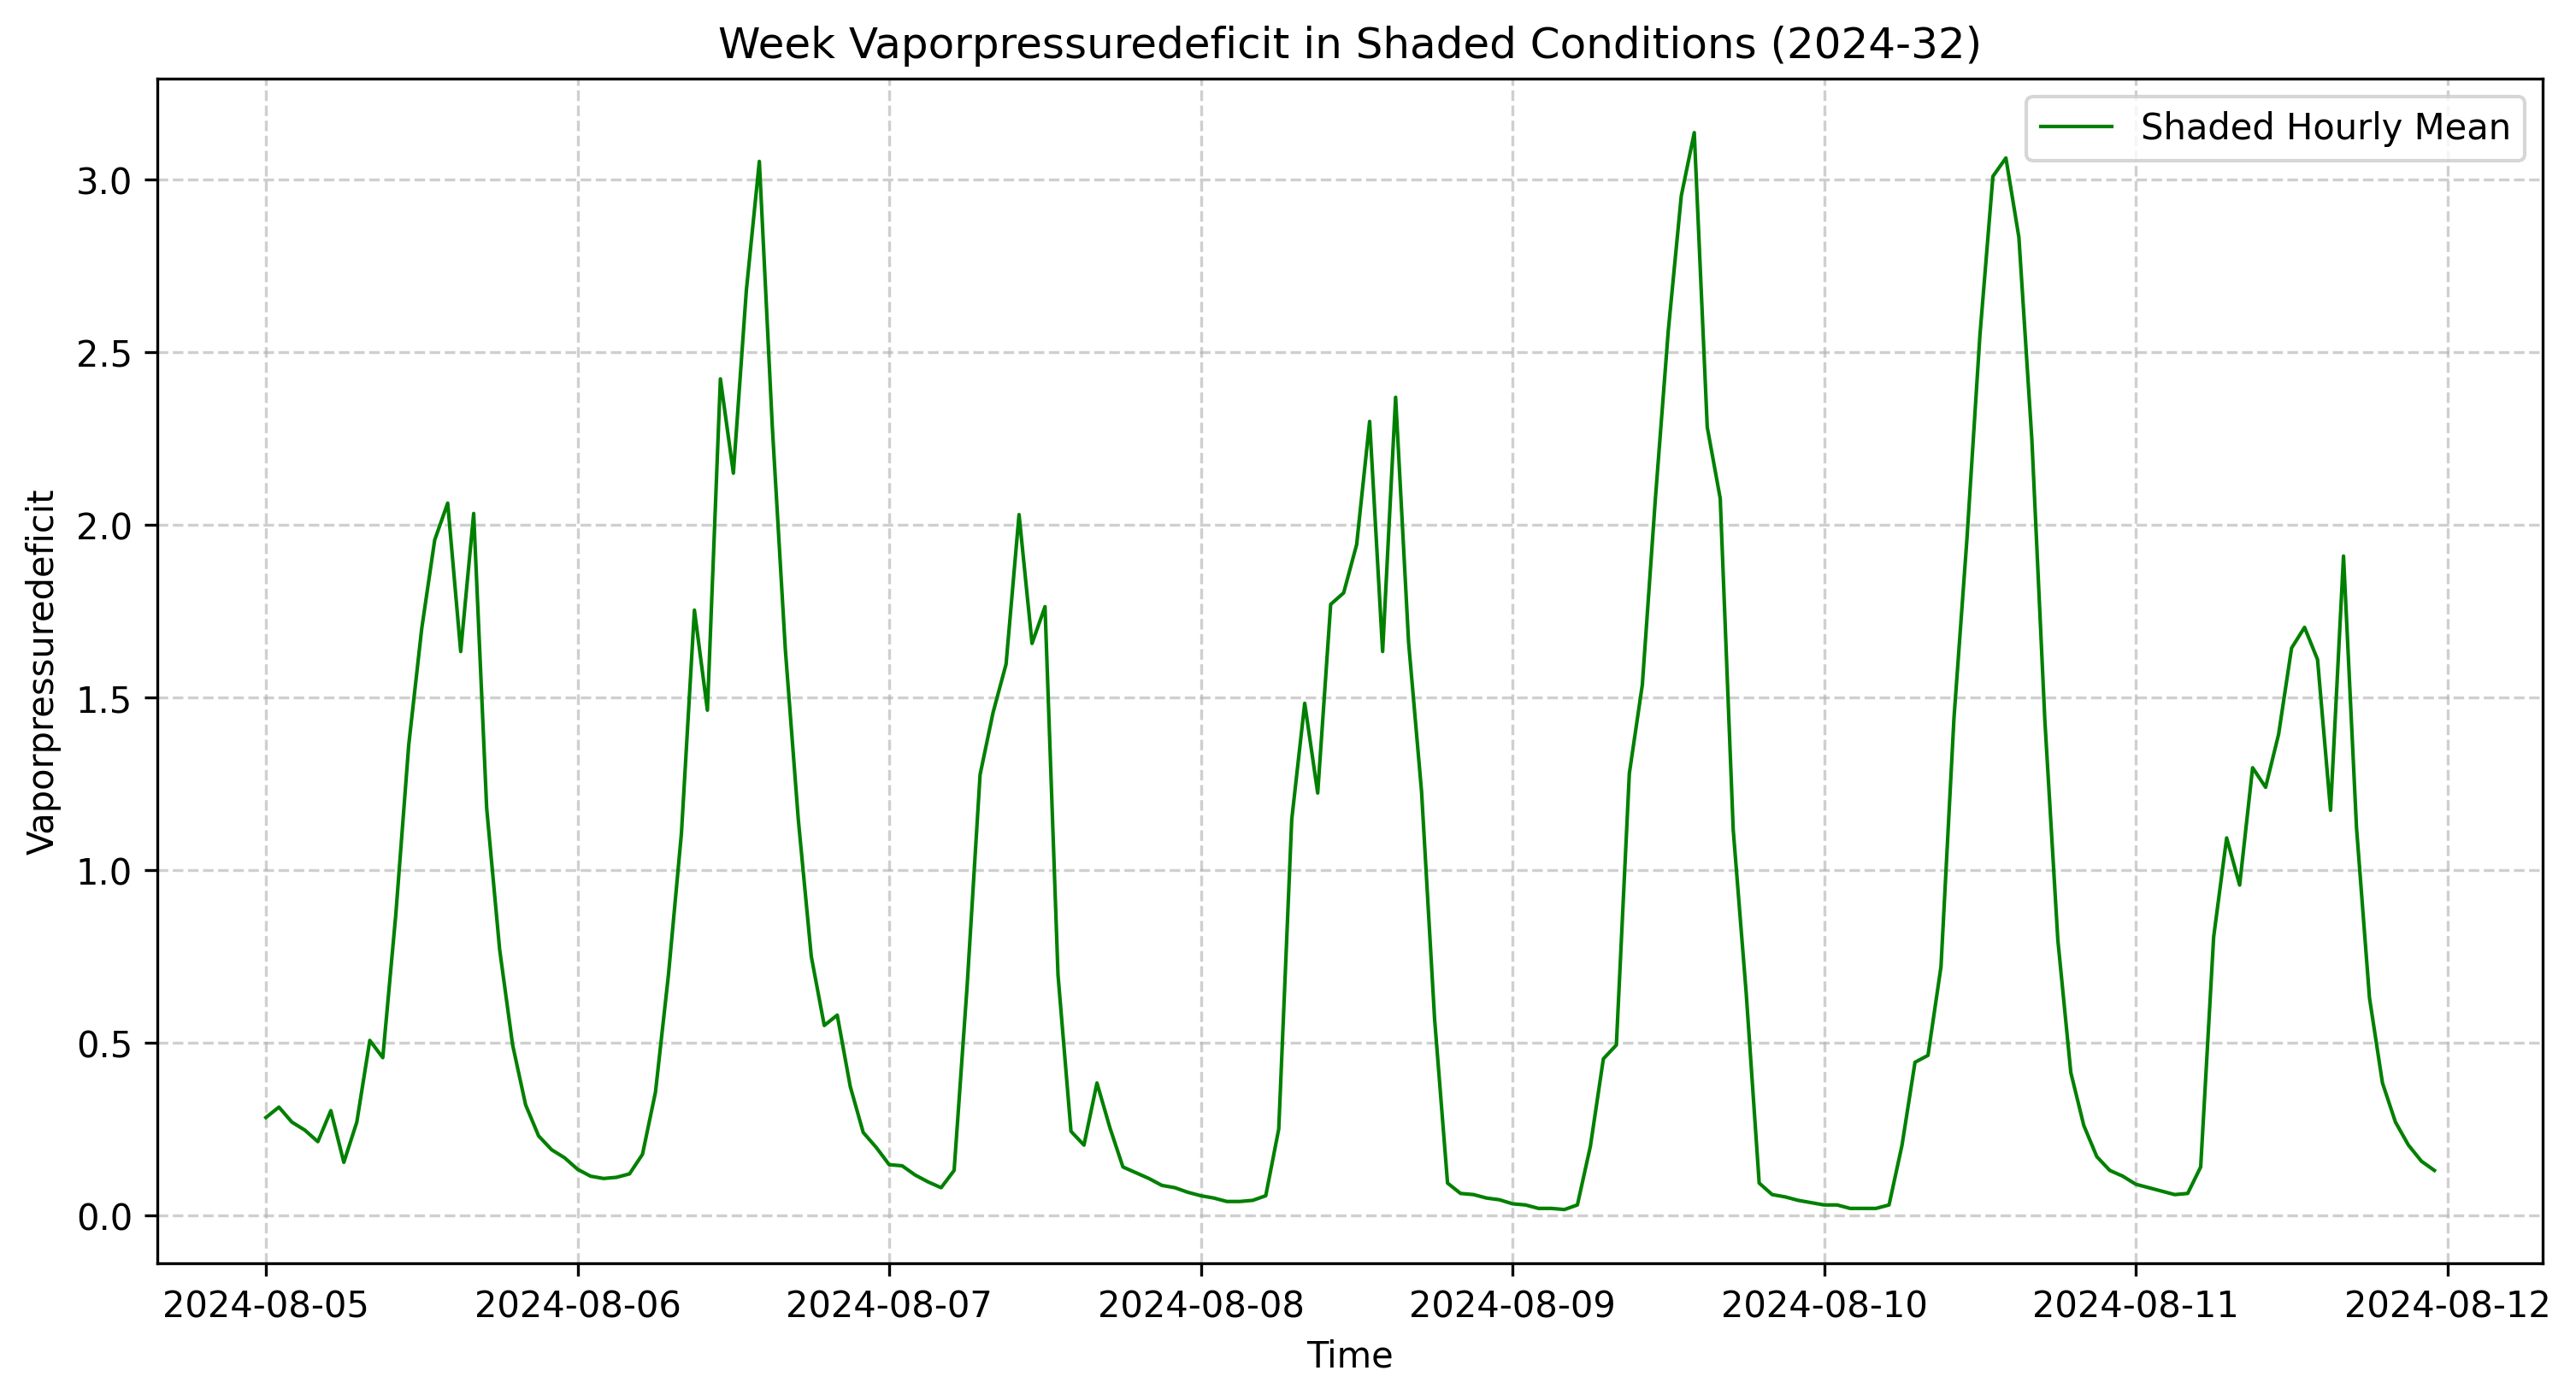 Week Vaporpressuredeficit in Shaded Conditions (2024-32)
Shaded Hourly Mean
Vaporpressuredeficit
3.0
2.5
2.0
1.5
1.0
0.5
0.0
2024-08-05 2024-08-06 2024-08-07 2024-08-08 2024-08-09 2024-08-10 2024-08-11 2024-08-12
Time